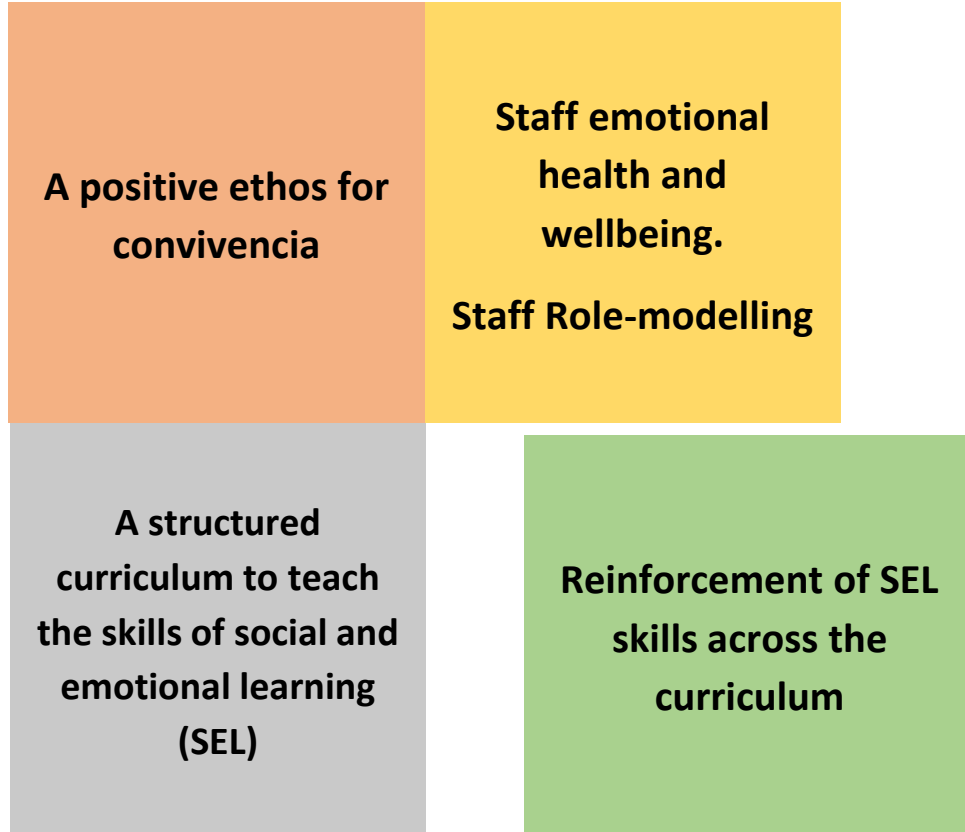 A positive ethos for
convivencia
Staff emotional
health and
wellbeing.
Staff Role-modelling
A structured
curriculum to teach
the skills of social and
emotional learning
(SEL)
Reinforcement of SEL
skills across the
curriculum